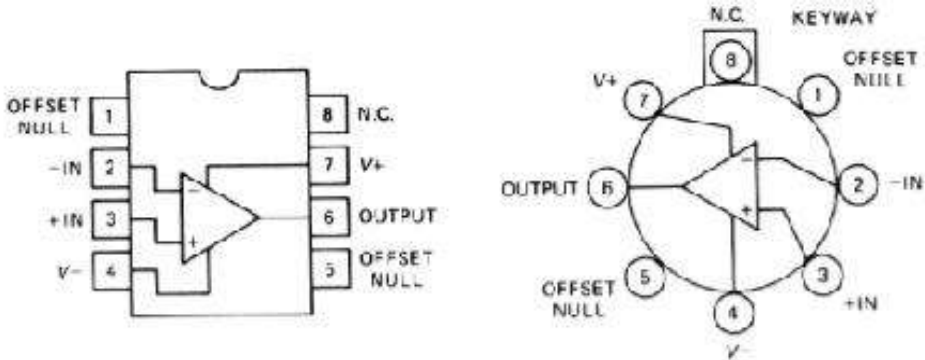 OFFSET
NULL
1
-IN
2
+IN
3
V-
4
-
+
8
N.C.
7
V+
6
OUTPUT
5
OFFSET
NULL
N.C.
KEYWAY
8
OFFSET
NULL
1
V+
7
-
OUTPUT
6
2
-IN
+
OFFSET
NULL
5
3
+IN
4
V-